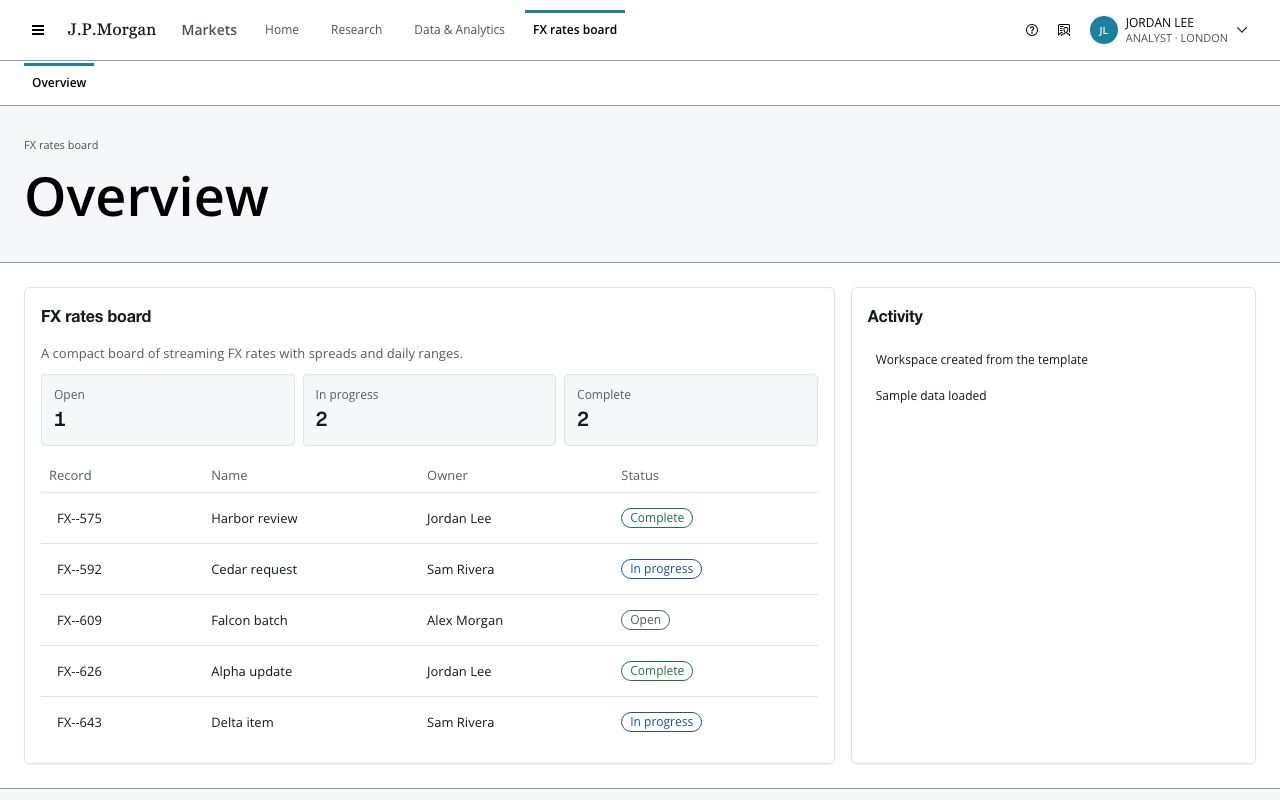 J.P.Morgan Markets Home Research Data & Analytics FX rates board JL JORDAN LEE
ANALYST · LONDON
Overview
FX rates board
Overview
FX rates board
A compact board of streaming FX rates with spreads and daily ranges.
Open In progress Complete
1 2 2
Record Name Owner Status
FX--575 Harbor review Jordan Lee Complete
FX--592 Cedar request Sam Rivera In progress
FX--609 Falcon batch Alex Morgan Open
FX--626 Alpha update Jordan Lee Complete
FX--643 Delta item Sam Rivera In progress
Activity
Workspace created from the template
Sample data loaded